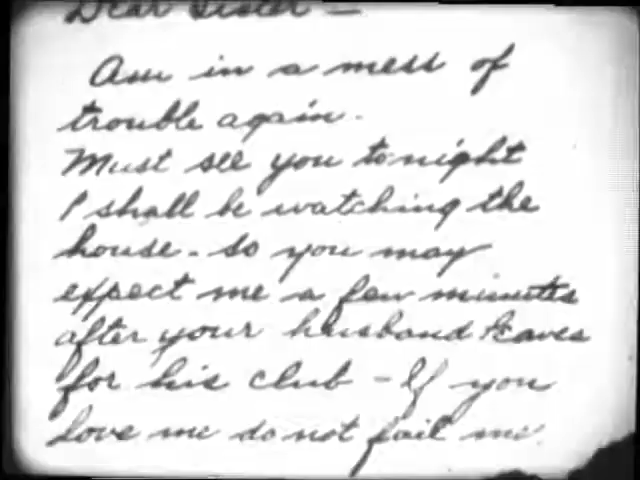 Dear Sister —
Am in a mess of
trouble again.
Must see you tonight
I shall be watching the
house - so you may
expect me a few minutes
after your husband leaves
for his club - If you
love me do not fail me.